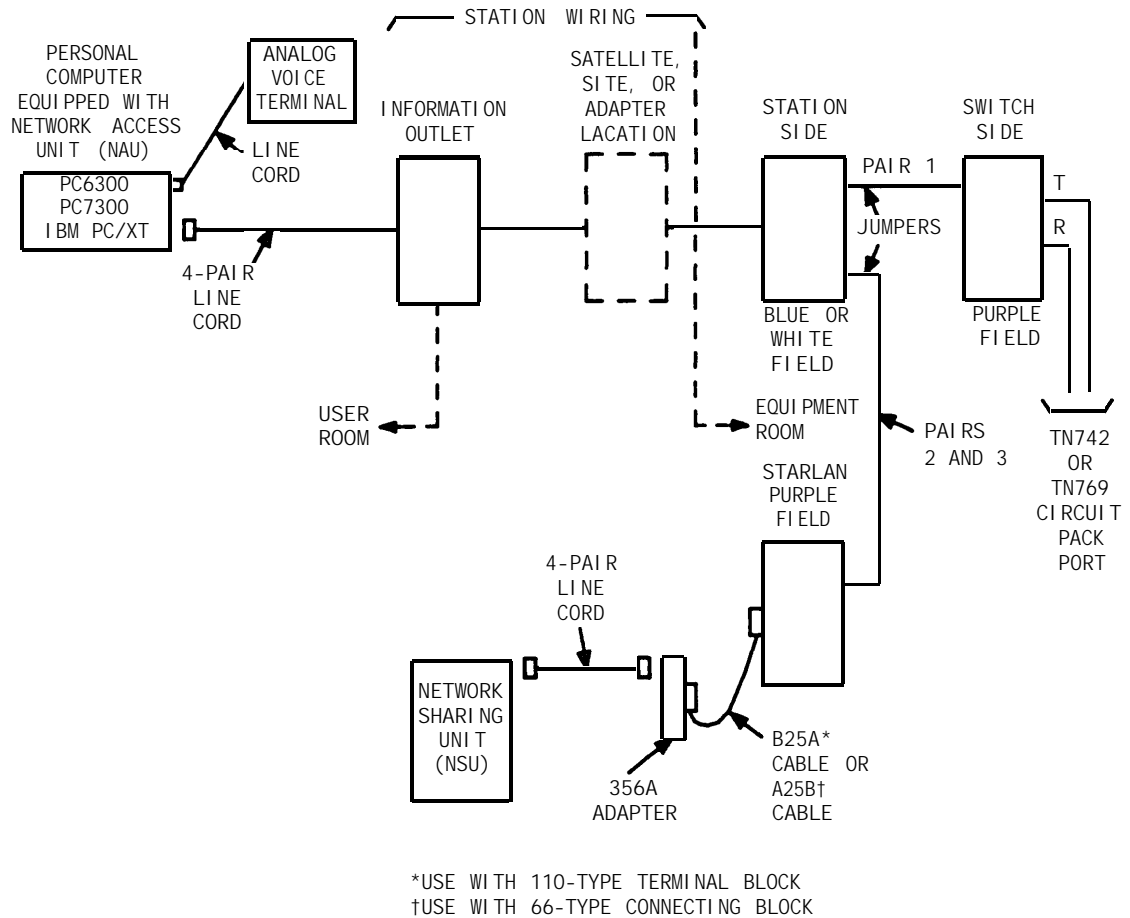 STATION WIRING
PERSONAL
COMPUTER
EQUIPPED WITH
NETWORK ACCESS
UNIT (NAU)
ANALOG
VOICE
TERMINAL
LINE
CORD
PC6300
PC7300
IBM PC/XT
4-PAIR
LINE
CORD
INFORMATION
OUTLET
SATELLITE,
SITE, OR
ADAPTER
LACATION
STATION
SIDE
SWITCH
SIDE
PAIR 1
JUMPERS
T
R
BLUE OR
WHITE
FIELD
PURPLE
FIELD
USER
ROOM
EQUIPMENT
ROOM
PAIRS
2 AND 3
TN742
OR
TN769
CIRCUIT
PACK
PORT
STARLAN
PURPLE
FIELD
4-PAIR
LINE
CORD
NETWORK
SHARING
UNIT
(NSU)
356A
ADAPTER
B25A*
CABLE OR
A25B†
CABLE
*USE WITH 110-TYPE TERMINAL BLOCK
†USE WITH 66-TYPE CONNECTING BLOCK